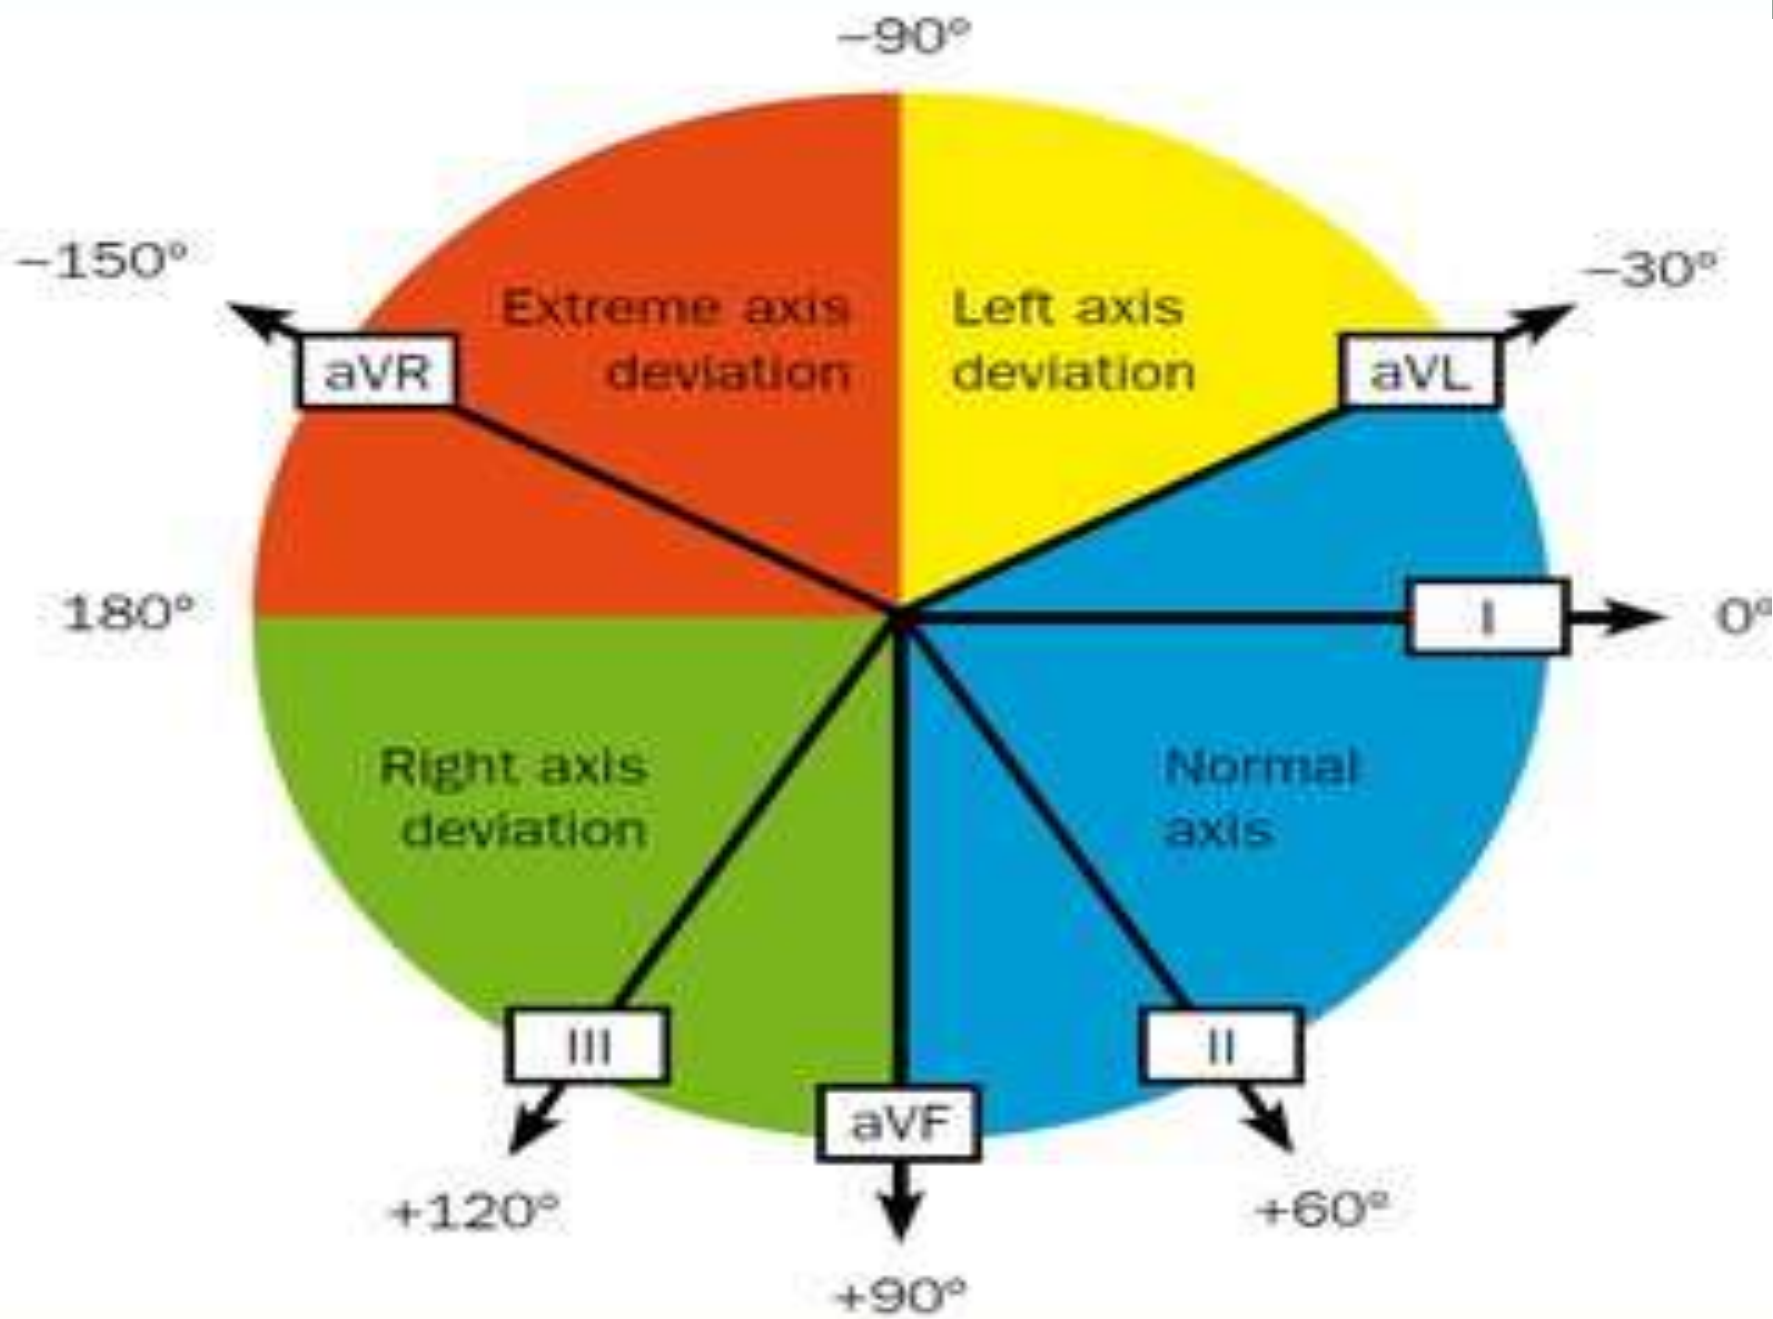 −90°
−150°
−30°
Extreme axis
deviation
Left axis
deviation
aVR
aVL
180°
I
0°
Right axis
deviation
Normal
axis
III
II
aVF
+120°
+60°
+90°